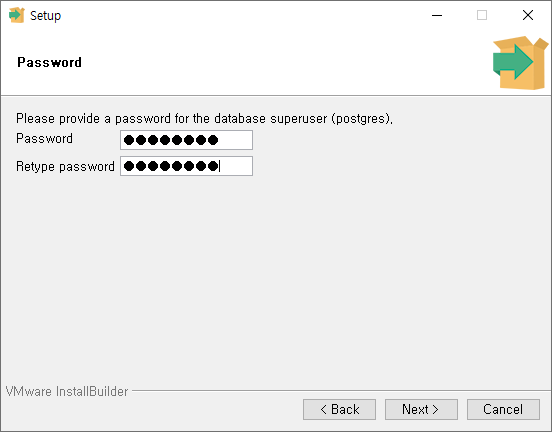 Setup
Password
Please provide a password for the database superuser (postgres).
Password ●●●●●●●●
Retype password ●●●●●●●●
VMware InstallBuilder
< Back Next > Cancel